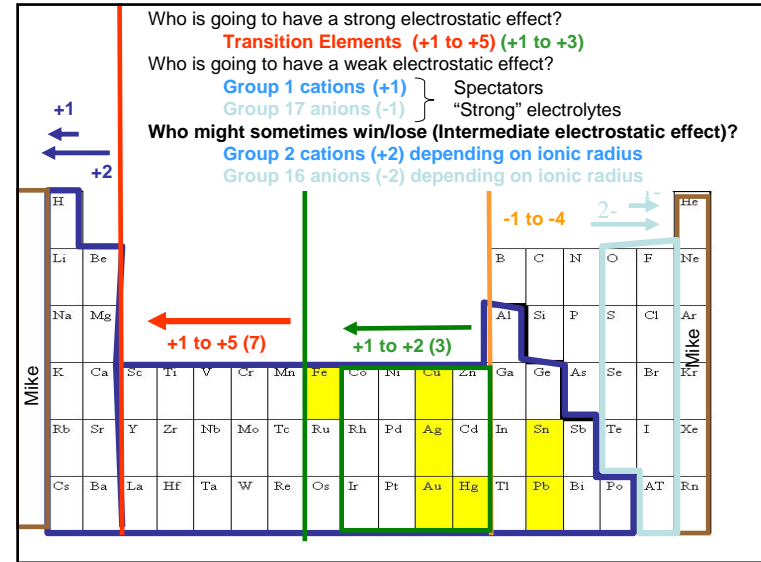 Who is going to have a strong electrostatic effect?
Transition Elements (+1 to +5) (+1 to +3)
Who is going to have a weak electrostatic effect?
Group 1 cations (+1) Spectators
Group 17 anions (-1) "Strong" electrolytes
Who might sometimes win/lose (Intermediate electrostatic effect)?
Group 2 cations (+2) depending on ionic radius
Group 16 anions (-2) depending on ionic radius
+1
+2
1-
2-
-1 to -4
H He
Li Be B C N O F Ne
Na Mg Al Si P S Cl Ar
+1 to +5 (7) +1 to +2 (3)
K Ca Sc Ti V Cr Mn Fe Co Ni Cu Zn Ga Ge As Se Br Kr
Rb Sr Y Zr Nb Mo Tc Ru Rh Pd Ag Cd In Sn Sb Te I Xe
Cs Ba La Hf Ta W Re Os Ir Pt Au Hg Tl Pb Bi Po AT Rn
Mike
Mike